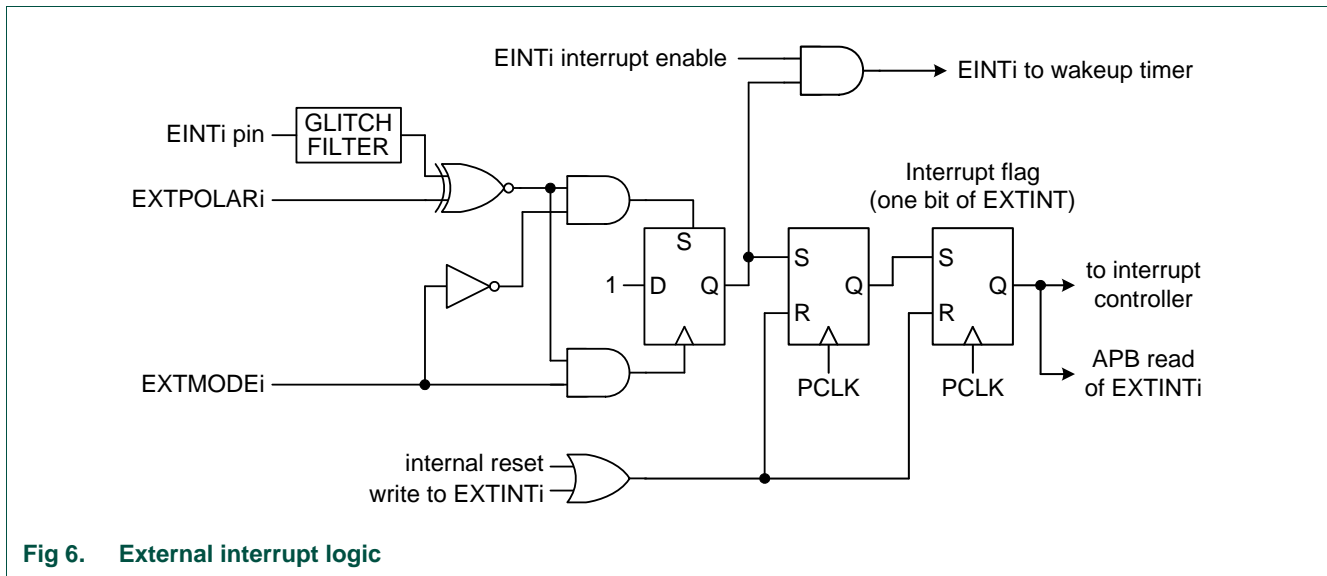 EINTi interrupt enable
EINTi to wakeup timer
EINTi pin
GLITCH
FILTER
EXTPOLARi
Interrupt flag
(one bit of EXTINT)
S
1
D
Q
S
R
Q
S
R
Q
to interrupt
controller
EXTMODEi
PCLK
PCLK
APB read
of EXTINTi
internal reset
write to EXTINTi
Fig 6. External interrupt logic